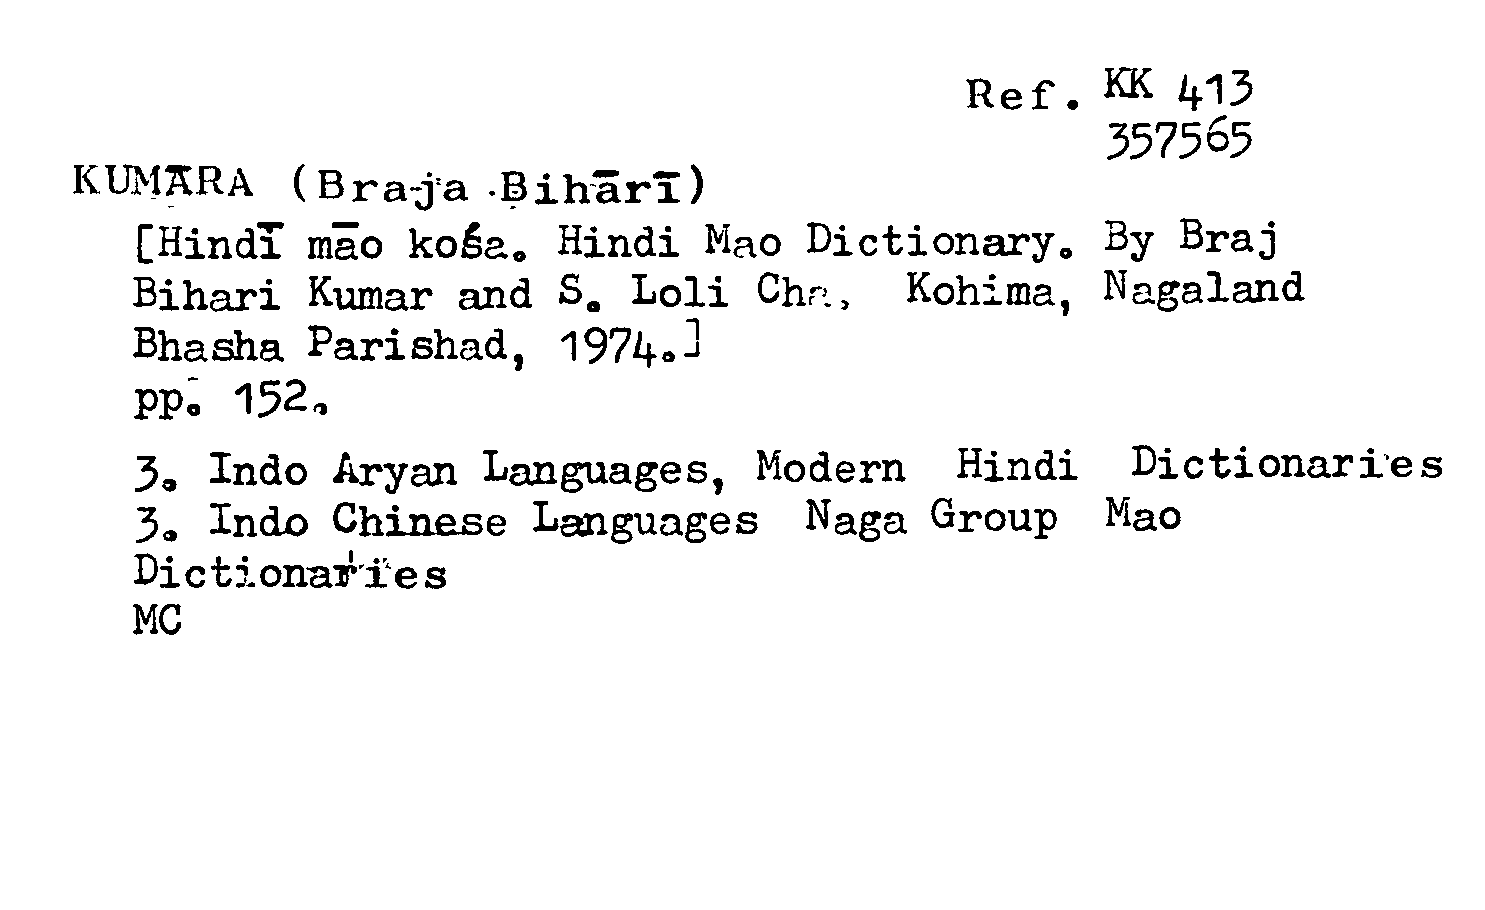 Ref. KK 413
357565
KUMĀRA (Braja Bihārī)
[Hindī māo kośa. Hindi Mao Dictionary. By Braj
Bihari Kumar and S. Loli Cha, Kohima, Nagaland
Bhasha Parishad, 1974.]
pp. 152.
3. Indo Aryan Languages, Modern Hindi Dictionaries
3. Indo Chinese Languages Naga Group Mao
Dictionaries
MC